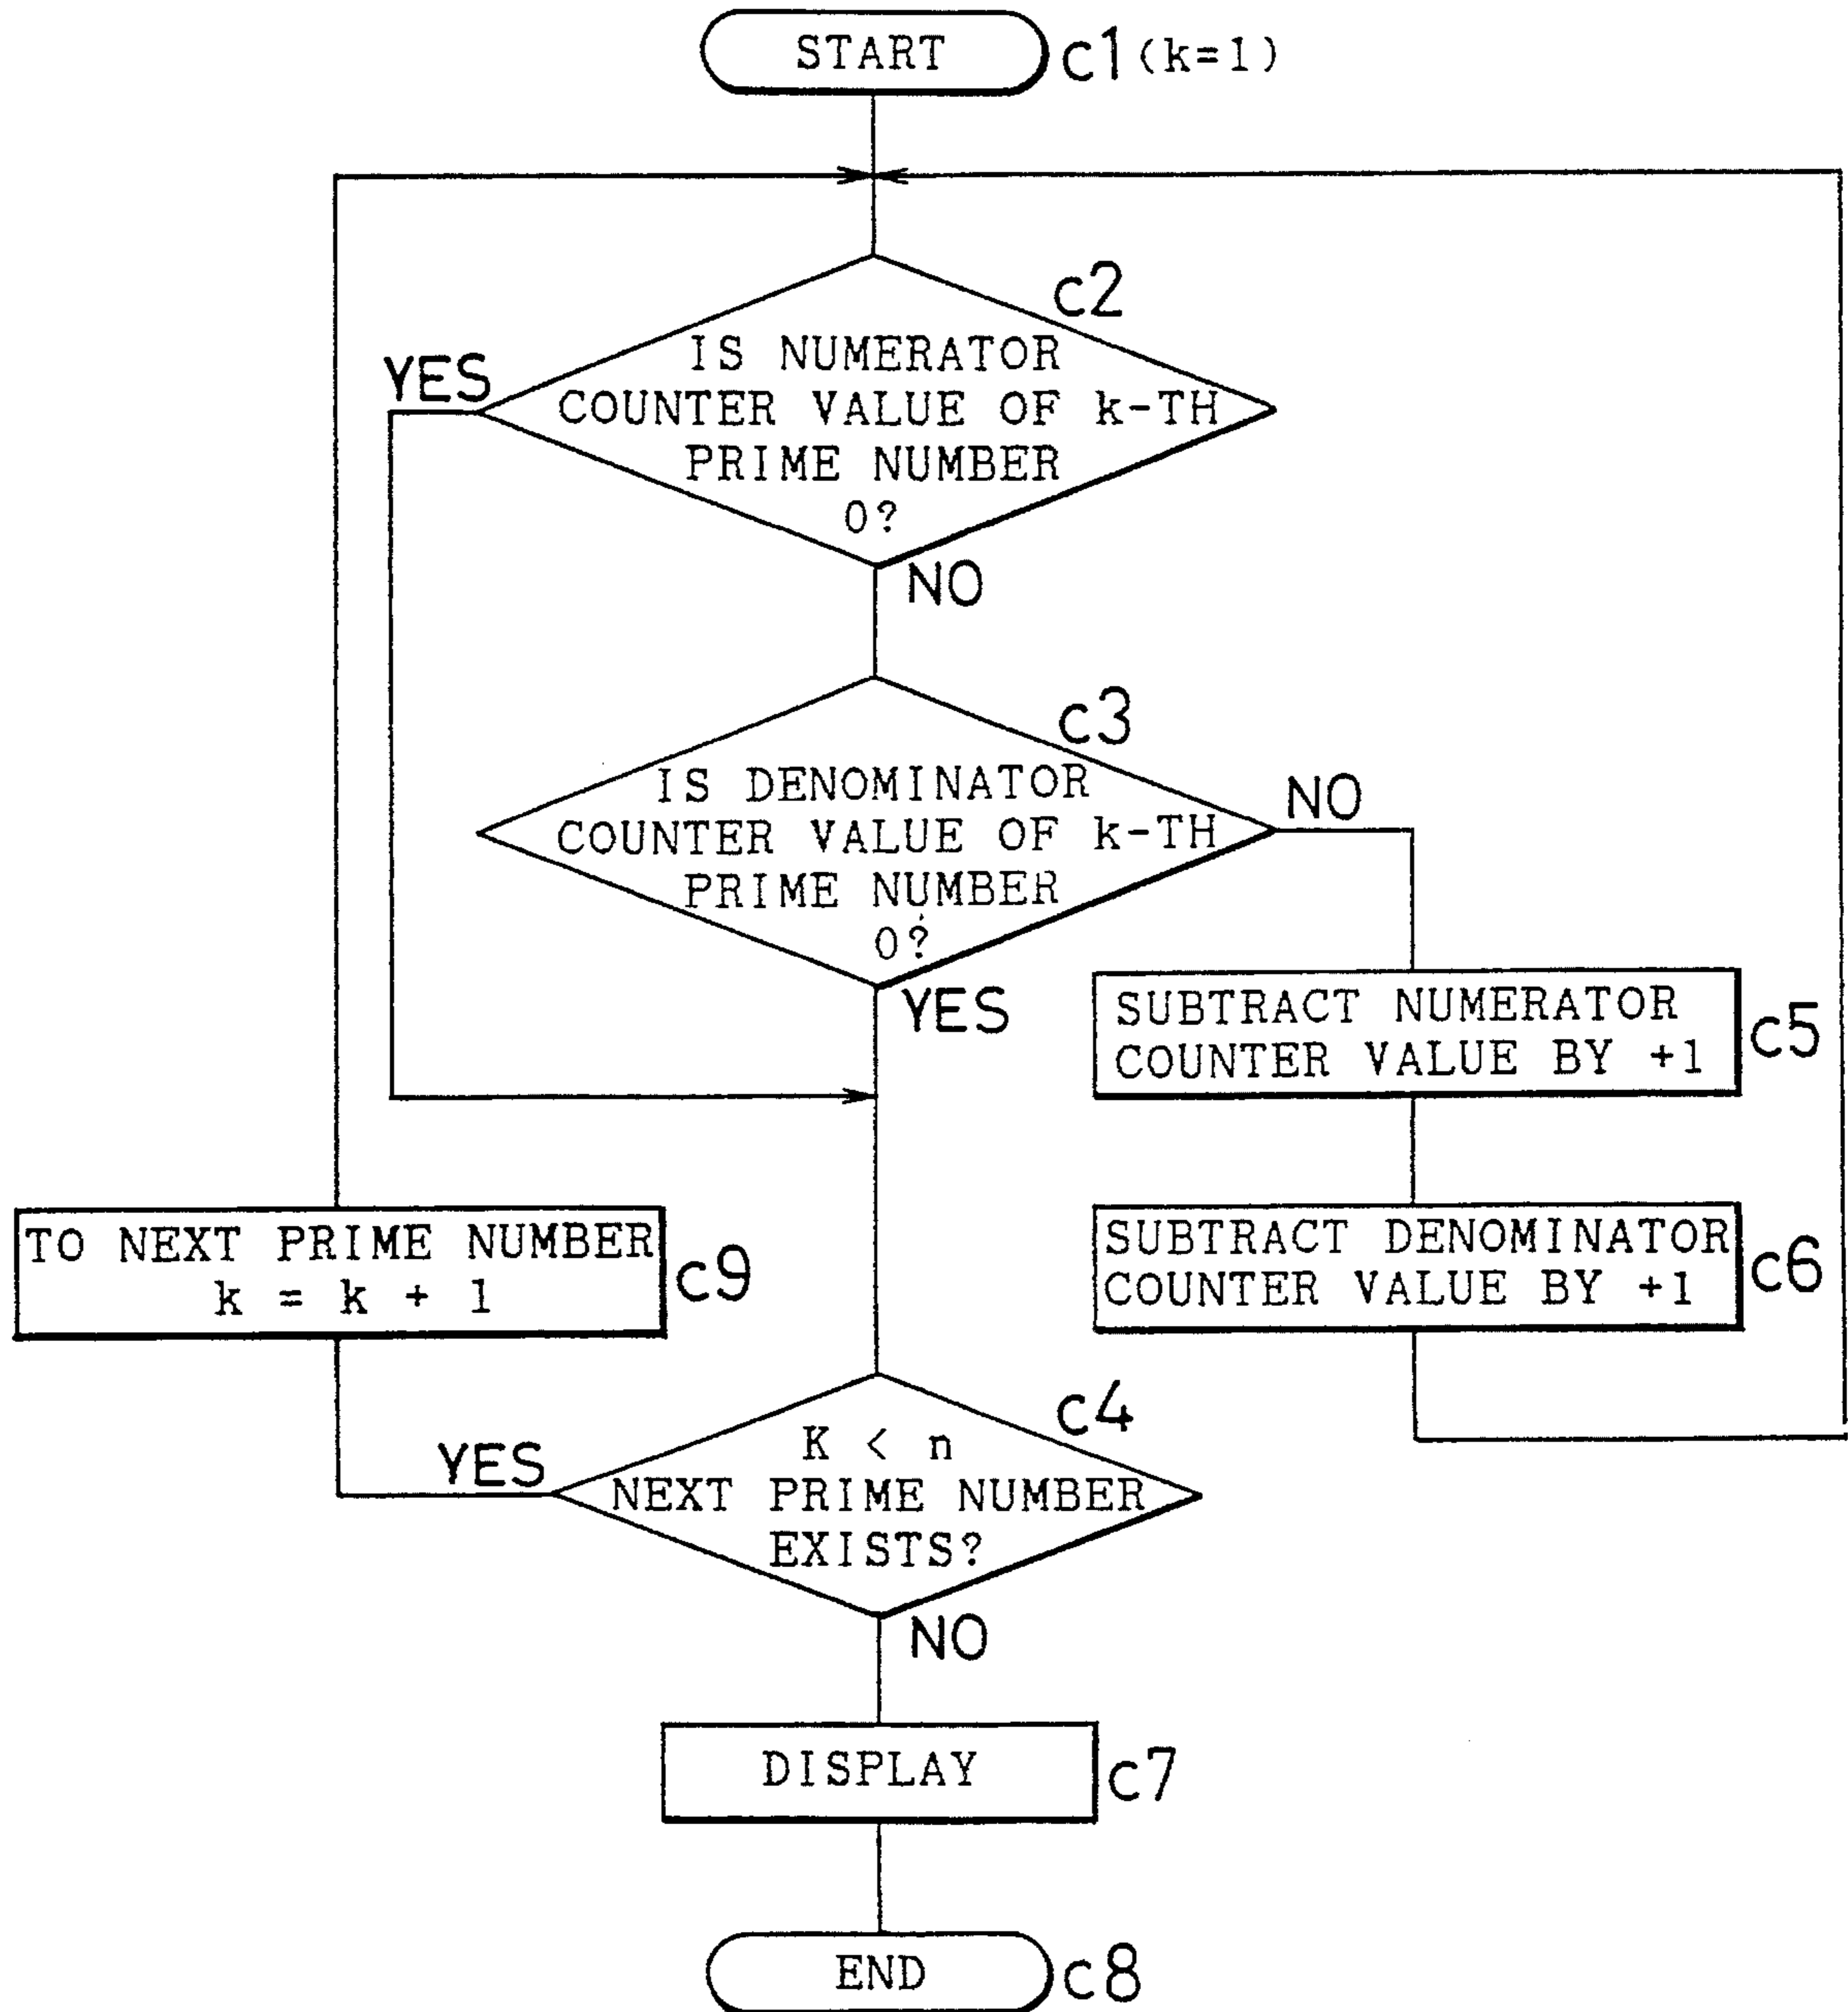 START
c1 (k=1)
c2
IS NUMERATOR
COUNTER VALUE OF k-TH
PRIME NUMBER
0?
YES
NO
c3
IS DENOMINATOR
COUNTER VALUE OF k-TH
PRIME NUMBER
0?
NO
YES
SUBTRACT NUMERATOR
COUNTER VALUE BY +1
c5
SUBTRACT DENOMINATOR
COUNTER VALUE BY +1
c6
TO NEXT PRIME NUMBER
k = k + 1
c9
c4
K < n
NEXT PRIME NUMBER
EXISTS?
YES
NO
DISPLAY
c7
END
c8